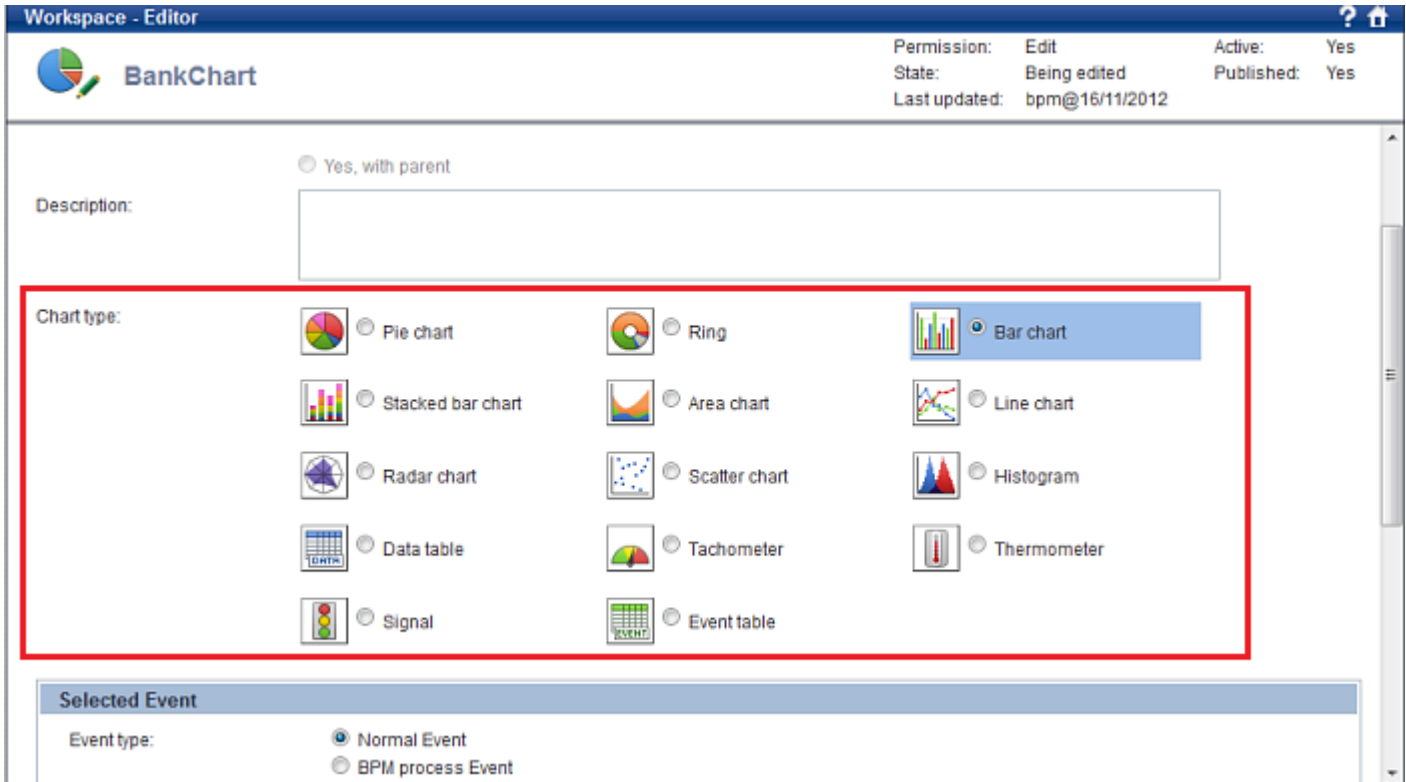 Workspace - Editor ?
BankChart
Permission: Edit Active: Yes
State: Being edited Published: Yes
Last updated: bpm@16/11/2012
Yes, with parent
Description:
Chart type:
Pie chart Ring Bar chart
Stacked bar chart Area chart Line chart
Radar chart Scatter chart Histogram
DATA Data table Tachometer Thermometer
Signal EVENT Event table
Selected Event
Event type: Normal Event
BPM process Event